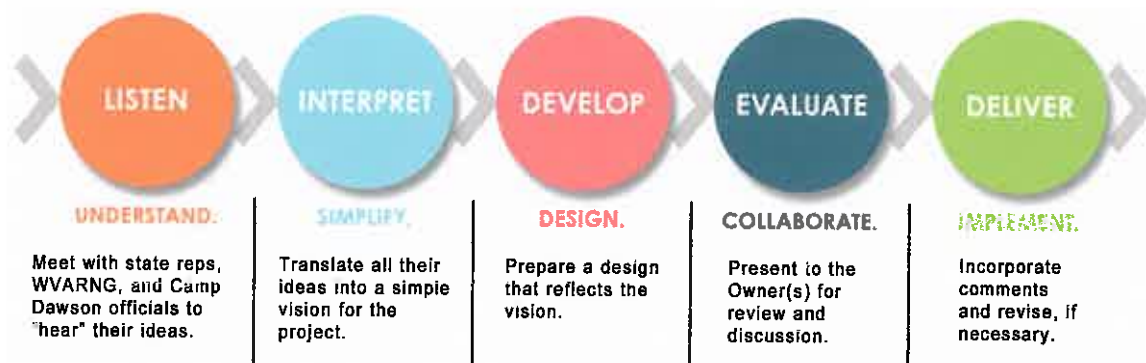 LISTEN
INTERPRET
DEVELOP
EVALUATE
DELIVER
UNDERSTAND.
Meet with state reps,
WVARNG, and Camp
Dawson officials to
"hear" their ideas.
SIMPLIFY.
Translate all their
ideas into a simple
vision for the
project.
DESIGN.
Prepare a design
that reflects the
vision.
COLLABORATE.
Present to the
Owner(s) for
review and
discussion.
IMPLEMENT.
Incorporate
comments
and revise, if
necessary.